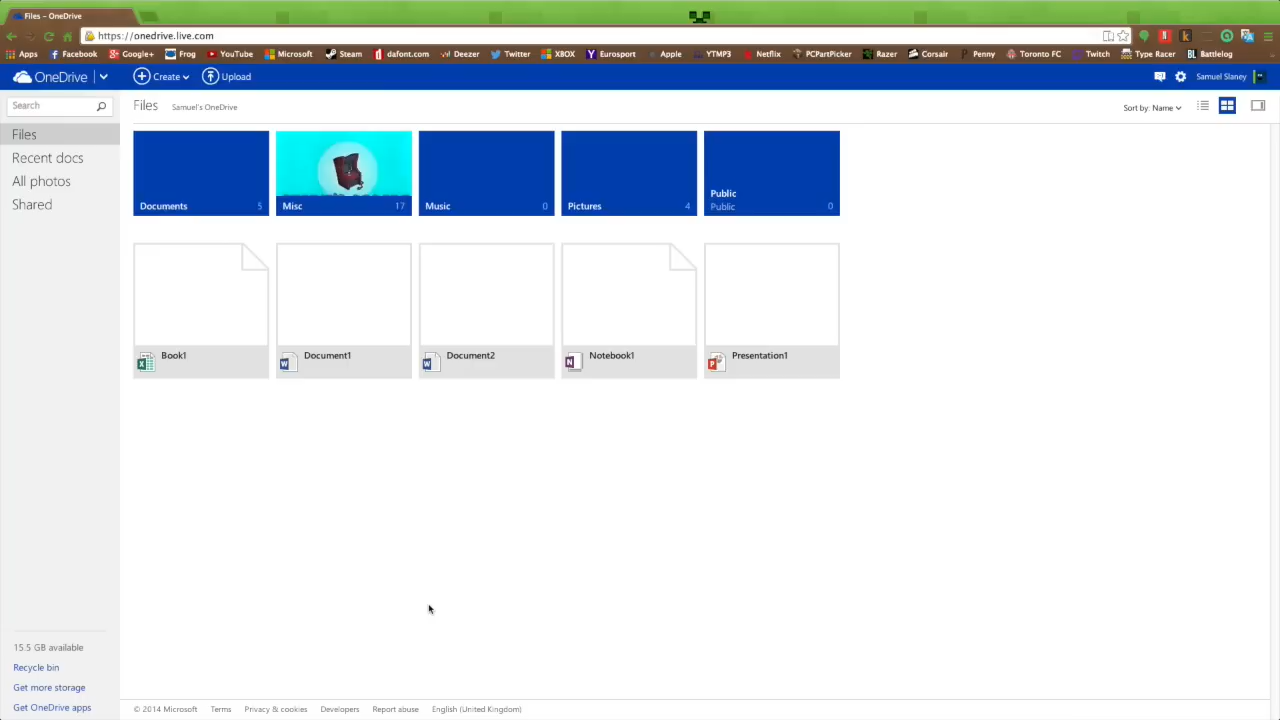 Files - OneDrive
https://onedrive.live.com
Apps Facebook Google+ Frog YouTube Microsoft Steam dafont.com Deezer Twitter XBOX Eurosport Apple YTMP3 Netflix PCPartPicker Razer Corsair Penny Toronto FC Twitch Type Racer Battlelog
OneDrive Create Upload Samuel Slaney
Search
Files Samuel's OneDrive Sort by: Name
Files
Recent docs
All photos
Shared
Documents 5 Misc 17 Music 0 Pictures 4 Public
Public 0
Book1 Document1 Document2 Notebook1 Presentation1
15.5 GB available
Recycle bin
Get more storage
Get OneDrive apps
© 2014 Microsoft Terms Privacy & cookies Developers Report abuse English (United Kingdom)